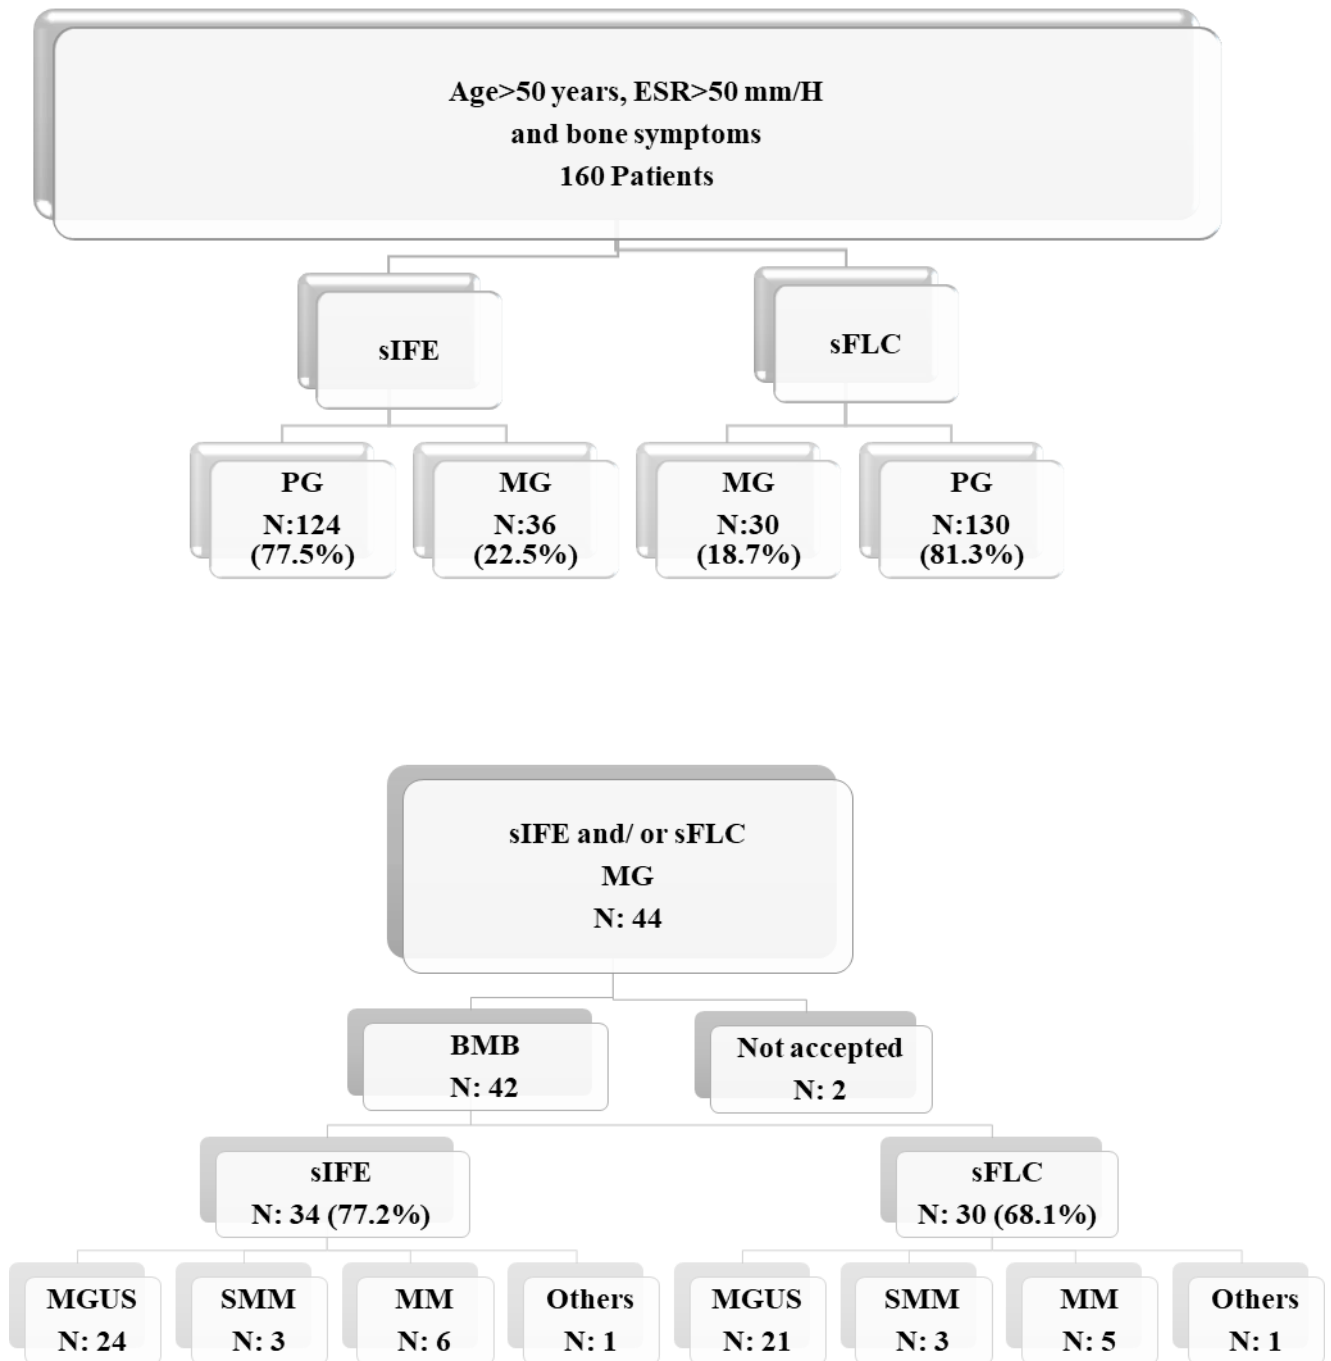 Age>50 years, ESR>50 mm/H
and bone symptoms
160 Patients
sIFE
sFLC
PG
N:124
(77.5%)
MG
N:36
(22.5%)
MG
N:30
(18.7%)
PG
N:130
(81.3%)
sIFE and/ or sFLC
MG
N: 44
BMB
N: 42
Not accepted
N: 2
sIFE
N: 34 (77.2%)
sFLC
N: 30 (68.1%)
MGUS
N: 24
SMM
N: 3
MM
N: 6
Others
N: 1
MGUS
N: 21
SMM
N: 3
MM
N: 5
Others
N: 1